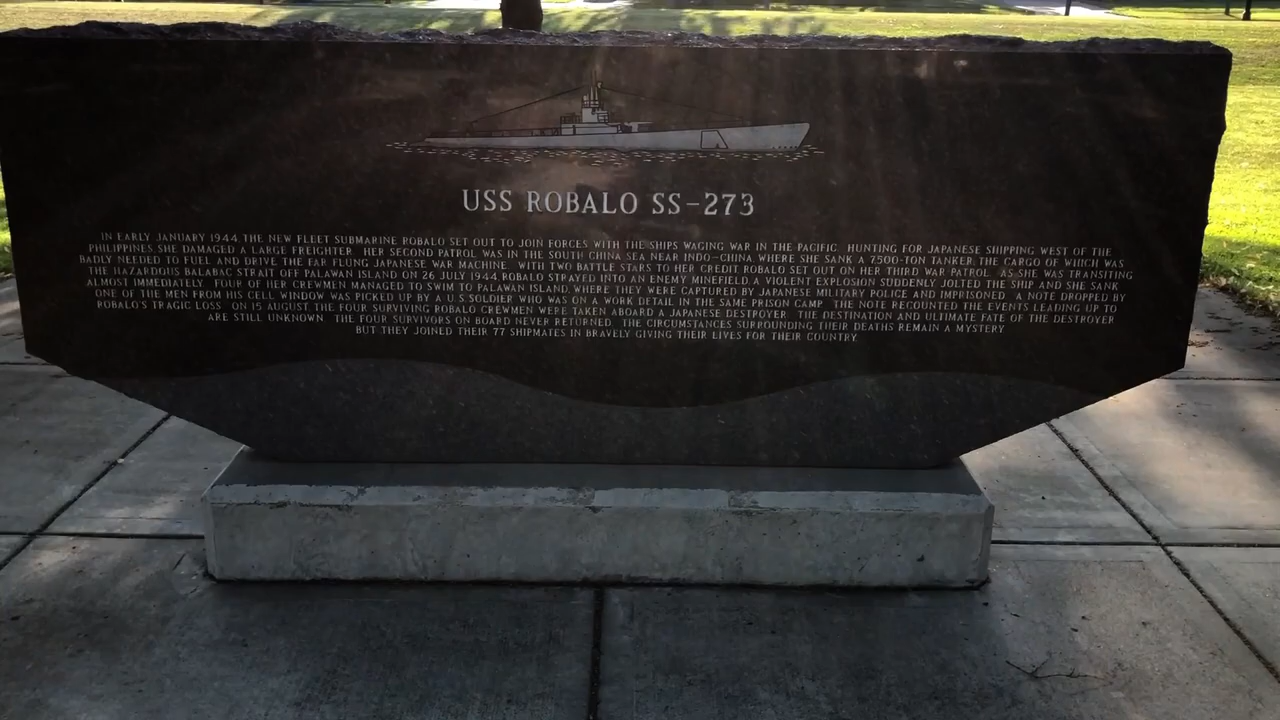 USS ROBALO SS-273
IN EARLY JANUARY 1944, THE NEW FLEET SUBMARINE ROBALO SET OUT TO JOIN FORCES WITH THE SHIPS WAGING WAR IN THE PACIFIC. HUNTING FOR JAPANESE SHIPPING WEST OF THE
PHILIPPINES SHE DAMAGED A LARGE FREIGHTER. HER SECOND PATROL WAS IN THE SOUTH CHINA SEA NEAR INDO-CHINA, WHERE SHE SANK A 7,500-TON TANKER, THE CARGO OF WHICH WAS
BADLY NEEDED TO FUEL AND DRIVE THE FAR FLUNG JAPANESE WAR MACHINE. WITH TWO BATTLE STARS TO HER CREDIT ROBALO SET OUT ON HER THIRD WAR PATROL. AS SHE WAS TRANSITING
THE HAZARDOUS BALABAC STRAIT OFF PALAWAN ISLAND ON 26 JULY 1944, ROBALO STRAYED INTO AN ENEMY MINEFIELD. A VIOLENT EXPLOSION SUDDENLY JOLTED THE SHIP AND SHE SANK
ALMOST IMMEDIATELY. FOUR OF HER CREWMEN MANAGED TO SWIM TO PALAWAN ISLAND, WHERE THEY WERE CAPTURED BY JAPANESE MILITARY POLICE AND IMPRISONED. A NOTE DROPPED BY
ONE OF THE MEN FROM HIS CELL WINDOW WAS PICKED UP BY A U.S. SOLDIER WHO WAS ON A WORK DETAIL IN THE SAME PRISON CAMP. THE NOTE RECOUNTED THE EVENTS LEADING UP TO
ROBALO'S TRAGIC LOSS. ON 15 AUGUST THE FOUR SURVIVING ROBALO CREWMEN WERE TAKEN ABOARD A JAPANESE DESTPOYER. THE DESTINATION AND ULTIMATE FATE OF THE DESTROYER
ARE STILL UNKNOWN. THE FOUR SURVIVORS ON BOARD NEVER RETURNED. THE CIRCUMSTANCES SURROUNDING THEIR DEATHS REMAIN A MYSTERY
BUT THEY JOINED THEIR 77 SHIPMATES IN BRAVELY GIVING THEIR LIVES FOR THEIR COUNTRY.